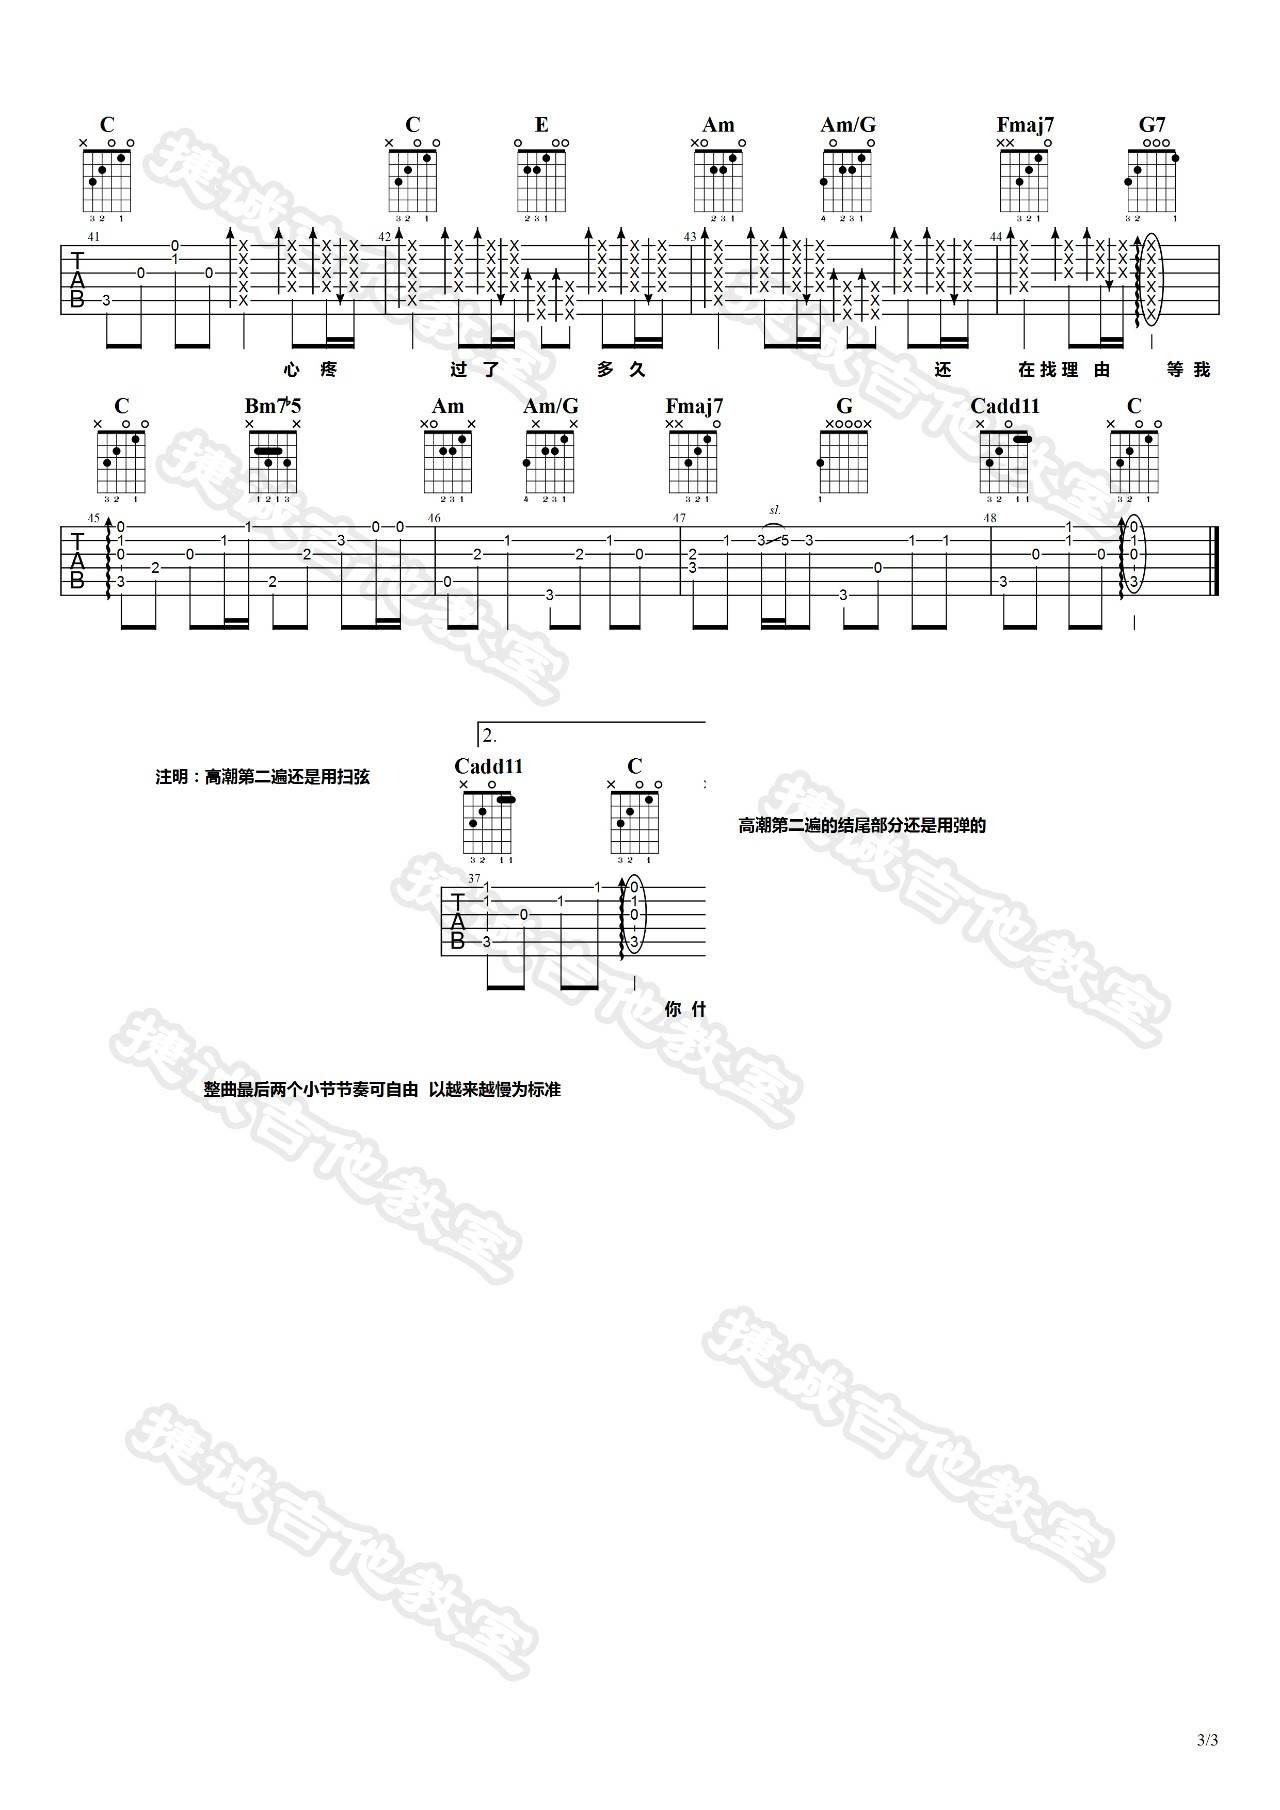 C C E Am Am/G Fmaj7 G7
41 42 43 44
心 疼 过 了 多 久 还 在 找 理 由 等 我
C Bm7♭5 Am Am/G Fmaj7 G Cadd11 C
45 46 47 sl. 48
2.
Cadd11 C
注明：高潮第二遍还是用扫弦
高潮第二遍的结尾部分还是用弹的
37
你 什
整曲最后两个小节节奏可自由 以越来越慢为标准
捷诚吉他教室
3/3